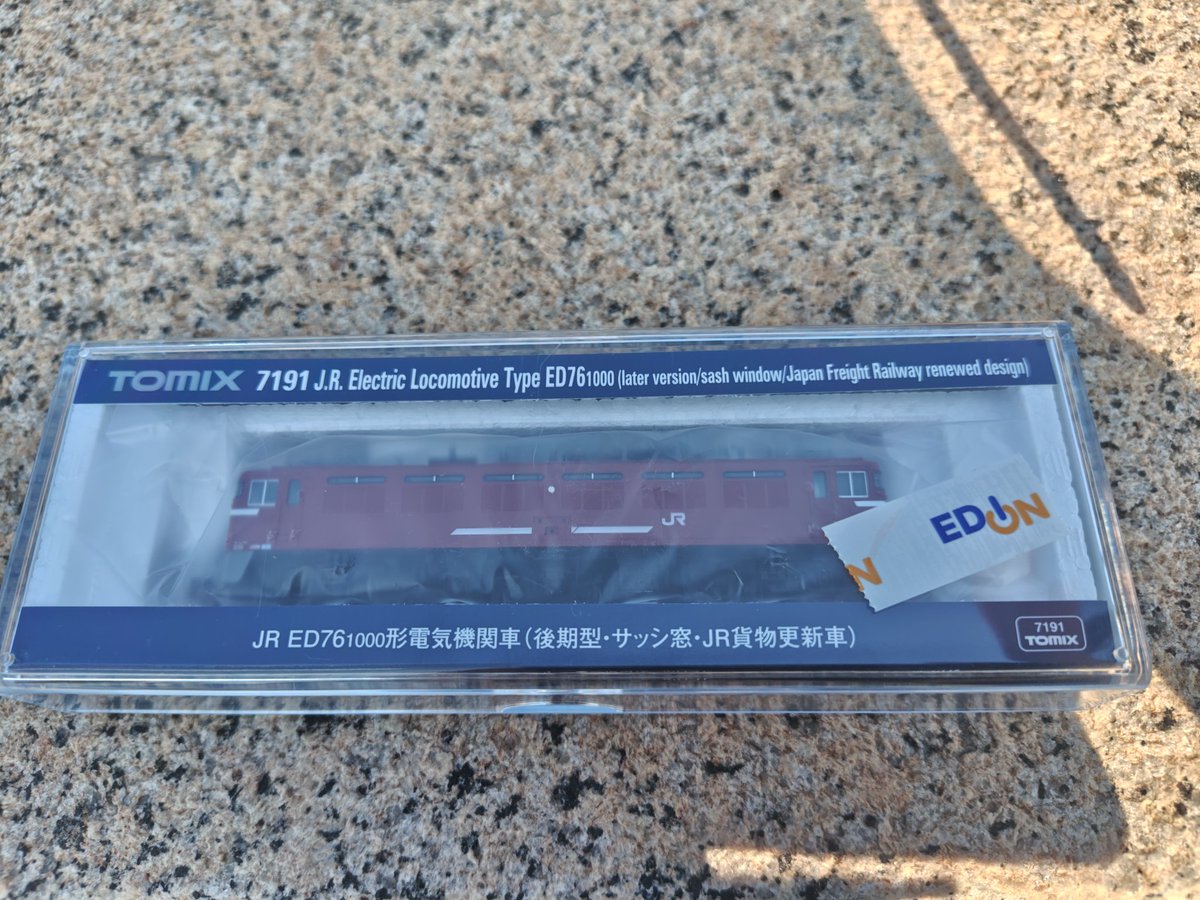 TOMIX 7191 J.R. Electric Locomotive Type ED761000 (later version/sash window/Japan Freight Railway renewed design)
JR
EDION
N
JR ED761000形電気機関車(後期型・サッシ窓・JR貨物更新車)
7191
TOMIX